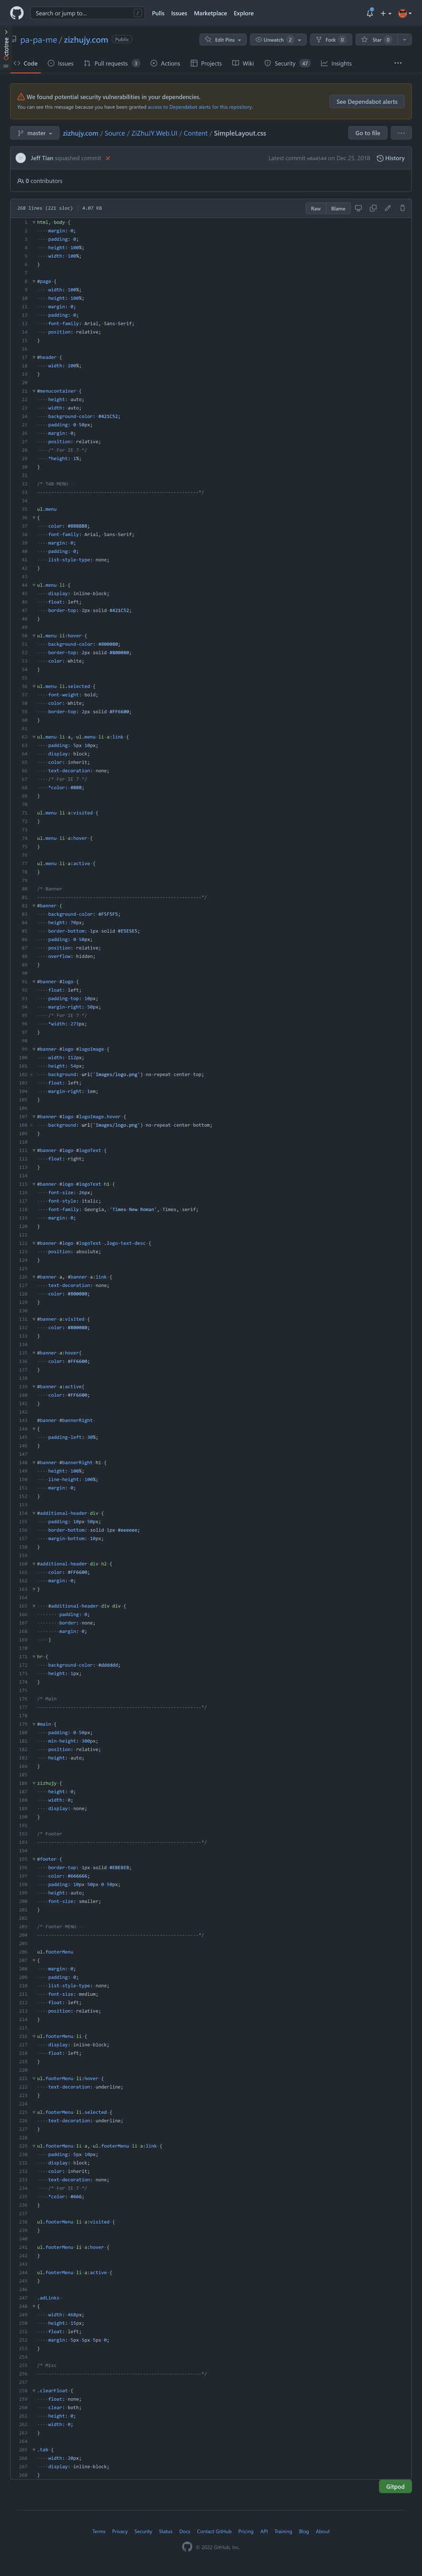 Search or jump to...
/
Pulls Issues Marketplace Explore
Octotree
pa-pa-me / zizhujy.com Public
Edit Pins Unwatch 2 Fork 0 Star 0
Code Issues Pull requests 3 Actions Projects Wiki Security 47 Insights
We found potential security vulnerabilities in your dependencies.
You can see this message because you have been granted access to Dependabot alerts for this repository.
See Dependabot alerts
master zizhujy.com / Source / ZiZhuJY.Web.UI / Content / SimpleLayout.css Go to file
Jeff Tian squashed commit
Latest commit on Dec 25, 2018 History
0 contributors
268 lines (221 sloc) 4.07 KB
Raw Blame
html, body {
margin: 0;
padding: 0;
height: 100%;
width: 100%;
}
#page {
width: 100%;
height: 100%;
margin: 0;
padding: 0;
font-family: Arial, Sans-Serif;
position: relative;
}
#header {
width: 100%;
}
#menucontainer {
height: auto;
width: auto;
background-color: #421C52;
padding: 0 50px;
margin: 0;
position: relative;
/* For IE 7 */
*height: 1%;
}
/* TAB MENU
----------------------------------------------------------*/
ul.menu
{
font-family: Arial, Sans-Serif;
margin: 0;
padding: 0;
list-style-type: none;
}
ul.menu li {
display: inline-block;
float: left;
border-top: 2px solid #421C52;
}
ul.menu li:hover {
background-color: #800080;
border-top: 2px solid #800080;
color: White;
}
ul.menu li.selected {
font-weight: bold;
color: White;
border-top: 2px solid #FF6600;
}
ul.menu li a, ul.menu li a:link {
padding: 5px 10px;
display: block;
color: inherit;
text-decoration: none;
/* For IE 7 */
}
ul.menu li a:visited {
}
ul.menu li a:hover {
}
ul.menu li a:active {
}
/* Banner
----------------------------------------------------------*/
#banner {
background-color: #F5F5F5;
height: 70px;
border-bottom: 1px solid #E5E5E5;
padding: 0 50px;
position: relative;
overflow: hidden;
}
#banner #logo {
float: left;
padding-top: 10px;
margin-right: 50px;
/* For IE 7 */
*width: 273px;
}
#banner #logo #logoImage {
width: 112px;
height: 54px;
background: url('Images/logo.png') no-repeat center top;
float: left;
margin-right: 1em;
}
#banner #logo #logoImage.hover {
background: url('Images/logo.png') no-repeat center bottom;
}
#banner #logo #logoText {
float: right;
}
#banner #logo #logoText h1 {
font-size: 26px;
font-style: italic;
font-family: Georgia, 'Times New Roman', Times, serif;
margin: 0;
}
#banner #logo #logoText .logo-text-desc {
position: absolute;
}
#banner a, #banner a:link {
text-decoration: none;
color: #800080;
}
#banner a:visited {
color: #800080;
}
#banner a:hover{
color: #FF6600;
}
#banner a:active{
color: #FF6600;
}
#banner #bannerRight
{
padding-left: 30%;
}
#banner #bannerRight h1 {
height: 100%;
line-height: 100%;
margin: 0;
}
#additional-header div {
padding: 10px 50px;
border-bottom: solid 1px #eeeeee;
margin-bottom: 10px;
}
#additional-header div h2 {
color: #FF6600;
margin: 0;
}
#additional-header div div {
padding: 0;
border: none;
margin: 0;
}
hr {
background-color: #dddddd;
height: 1px;
}
/* Main
----------------------------------------------------------*/
#main {
padding: 0 50px;
min-height: 300px;
position: relative;
height: auto;
}
zizhujy {
height: 0;
width: 0;
display: none;
}
/* Footer
----------------------------------------------------------*/
#footer {
border-top: 1px solid #E8E8E8;
color: #666666;
padding: 10px 50px 0 50px;
height: auto;
font-size: smaller;
}
/* Footer MENU
----------------------------------------------------------*/
ul.footerMenu
{
margin: 0;
padding: 0;
list-style-type: none;
font-size: medium;
float: left;
position: relative;
}
ul.footerMenu li {
display: inline-block;
float: left;
}
ul.footerMenu li:hover {
text-decoration: underline;
}
ul.footerMenu li.selected {
text-decoration: underline;
}
ul.footerMenu li a, ul.footerMenu li a:link {
padding: 5px 10px;
display: block;
color: inherit;
text-decoration: none;
/* For IE 7 */
*color: #666;
}
ul.footerMenu li a:visited {
}
ul.footerMenu li a:hover {
}
ul.footerMenu li a:active {
}
.adLinks
{
width: 468px;
height: 15px;
float: left;
margin: 5px 5px 5px 0;
}
/* Misc
----------------------------------------------------------*/
.clearFloat {
float: none;
clear: both;
height: 0;
width: 0;
}
.tab {
width: 20px;
display: inline-block;
}
Gitpod
Terms Privacy Security Status Docs Contact GitHub Pricing API Training Blog About
© 2022 GitHub, Inc.